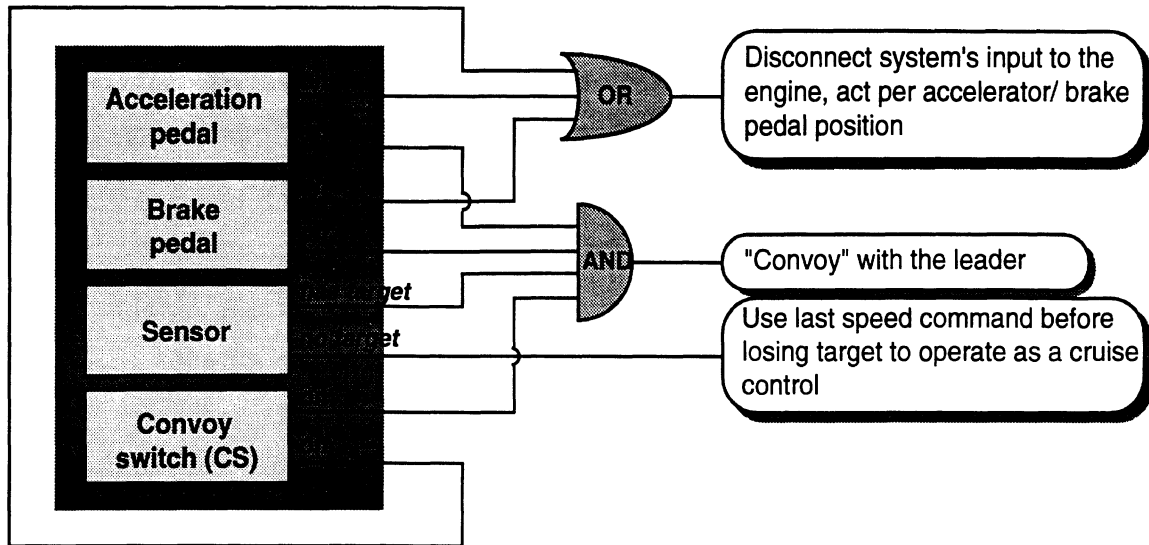 Acceleration
pedal
Brake
pedal
Sensor
Convoy
switch (CS)
target
target
OR
AND
Disconnect system's input to the
engine, act per accelerator/ brake
pedal position
"Convoy" with the leader
Use last speed command before
losing target to operate as a cruise
control